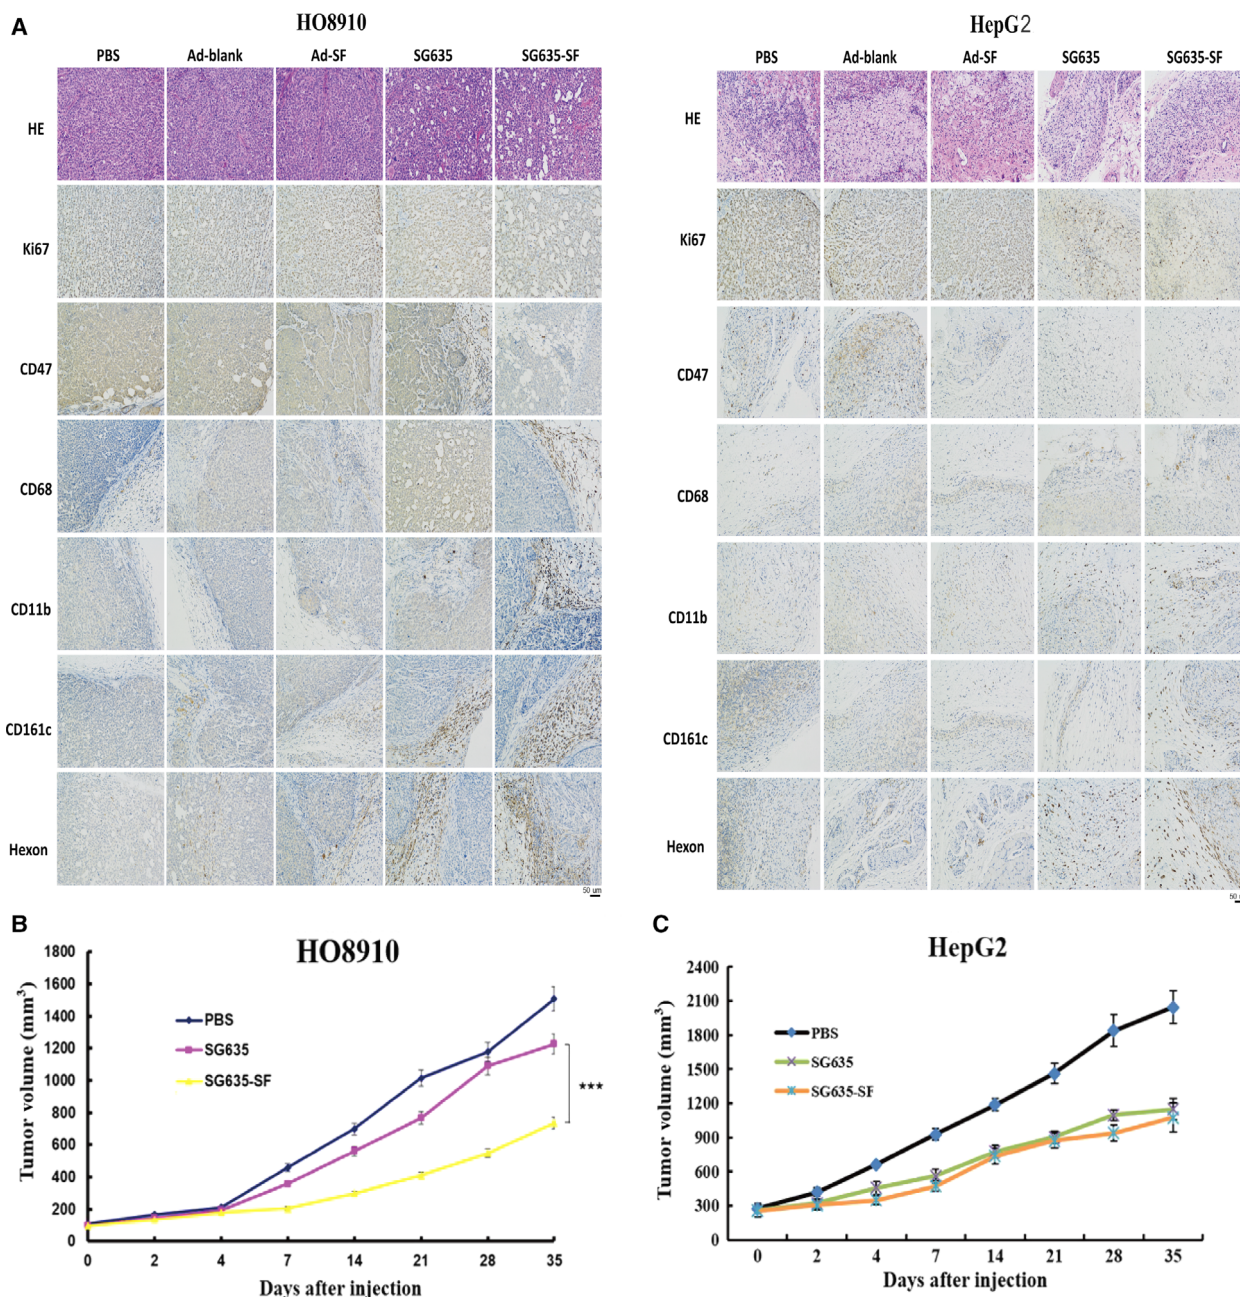 A
HO8910
PBS
Ad-blank
Ad-SF
SG635
SG635-SF
HE
Ki67
CD47
CD68
CD11b
CD161c
Hexon
50 um
HepG2
PBS
Ad-blank
Ad-SF
SG635
SG635-SF
HE
Ki67
CD47
CD68
CD11b
CD161c
Hexon
50
B
HO8910
Tumor volume (mm³)
1800
1600
1400
1200
1000
800
600
400
200
0
PBS
SG635
SG635-SF
★★★
0 2 4 7 14 21 28 35
Days after injection
C
HepG2
Tumor volume (mm³)
2400
2100
1800
1500
1200
900
600
300
0
PBS
SG635
SG635-SF
0 2 4 7 14 21 28 35
Days after injection